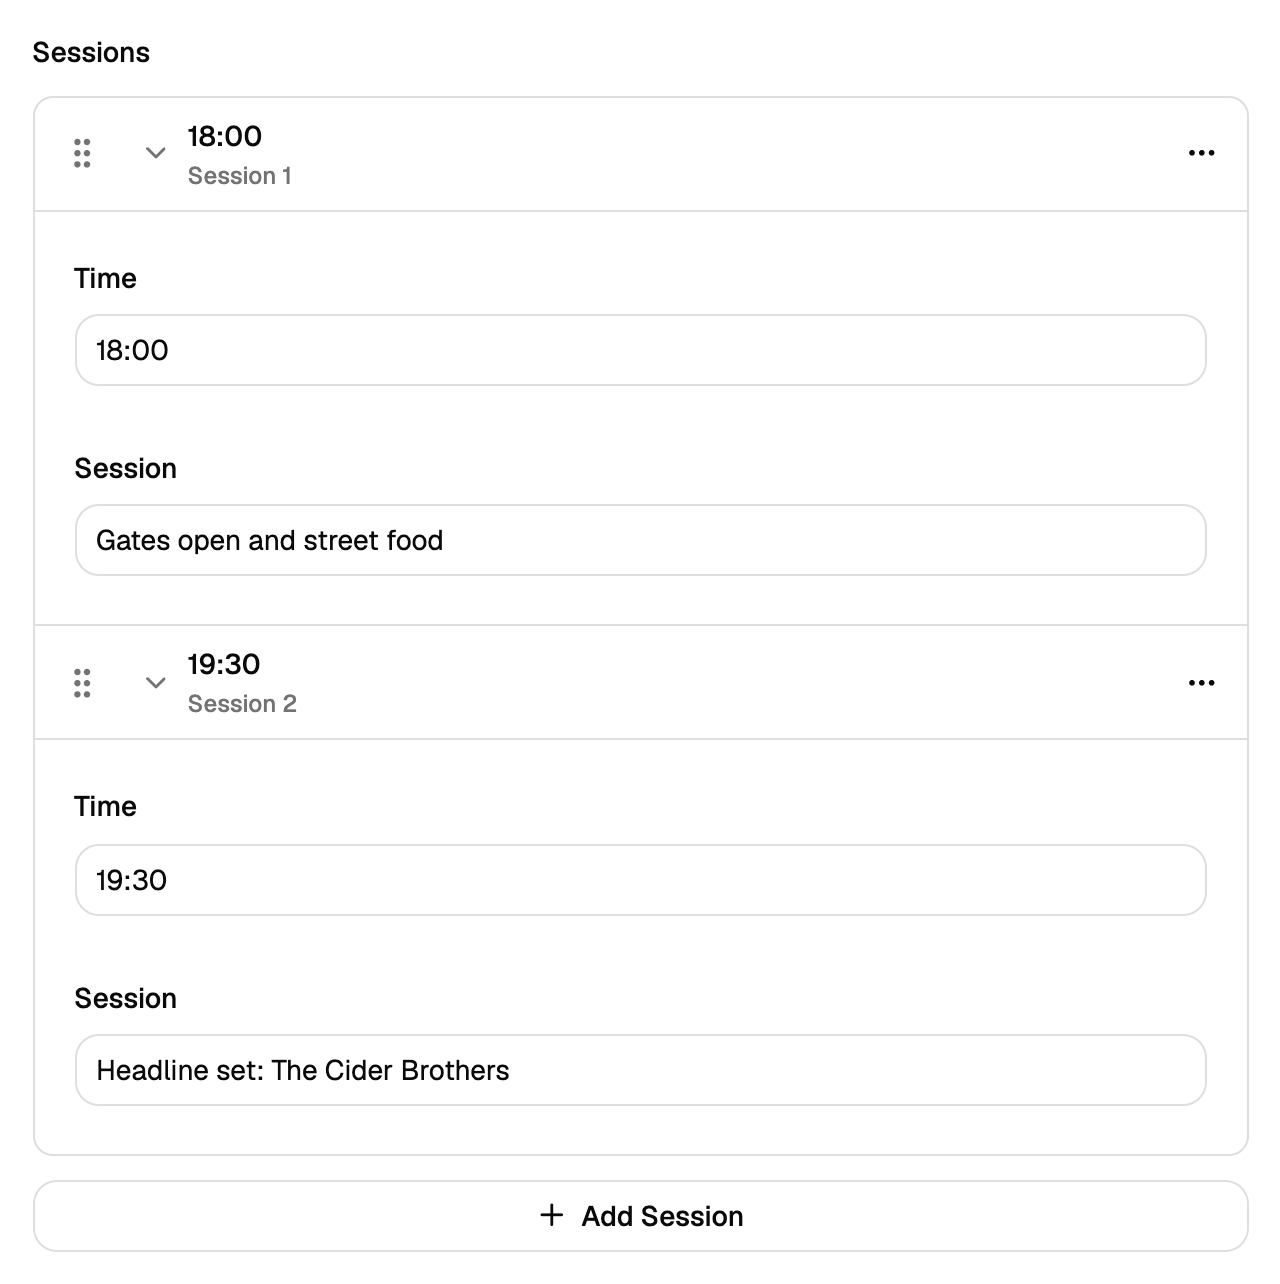 Sessions
18:00
Session 1
Time
18:00
Session
Gates open and street food
19:30
Session 2
Time
19:30
Session
Headline set: The Cider Brothers
Add Session